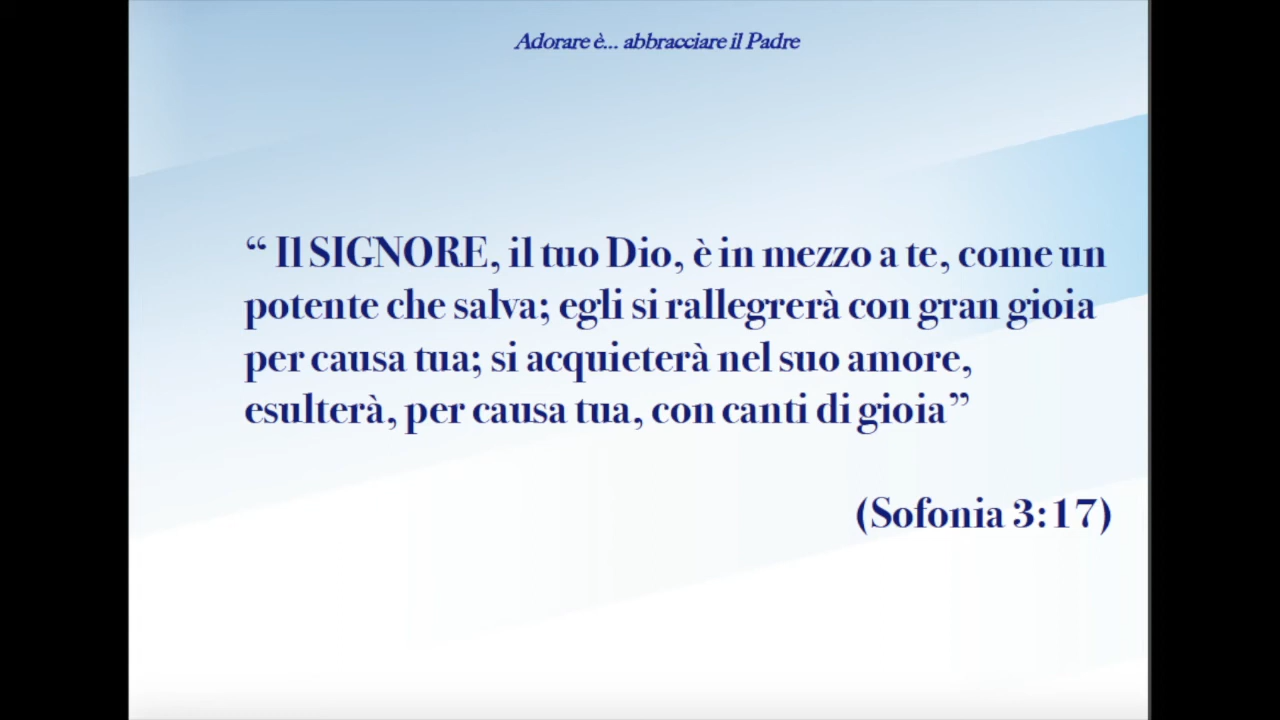 Adorare è... abbracciare il Padre
“ Il SIGNORE, il tuo Dio, è in mezzo a te, come un
potente che salva; egli si rallegrerà con gran gioia
per causa tua; si acquieterà nel suo amore,
esulterà, per causa tua, con canti di gioia”
(Sofonia 3:17)